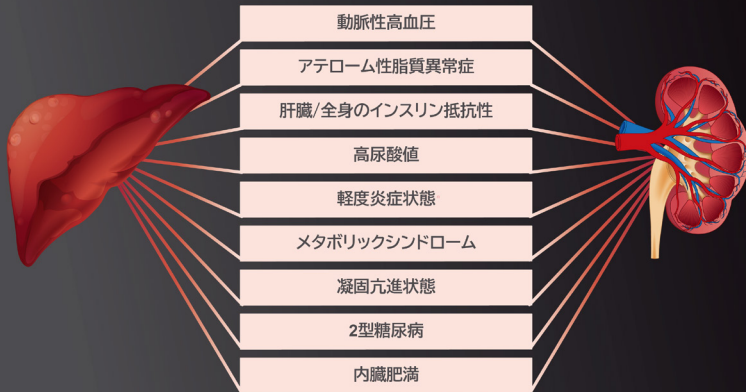 動脈性高血圧
アテローム性脂質異常症
肝臓/全身のインスリン抵抗性
高尿酸値
軽度炎症状態
メタボリックシンドローム
凝固亢進状態
2型糖尿病
内臓肥満